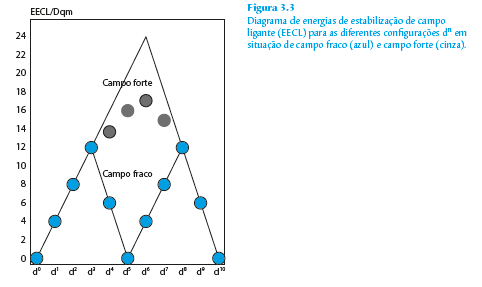 EECL/Dqm
24
22
20
18
16
14
12
10
8
6
4
2
0
Campo forte
Campo fraco
d⁰ d¹ d² d³ d⁴ d⁵ d⁶ d⁷ d⁸ d⁹ d¹⁰
Figura 3.3
Diagrama de energias de estabilização de campo
ligante (EECL) para as diferentes configurações dⁿ em
situação de campo fraco (azul) e campo forte (cinza).